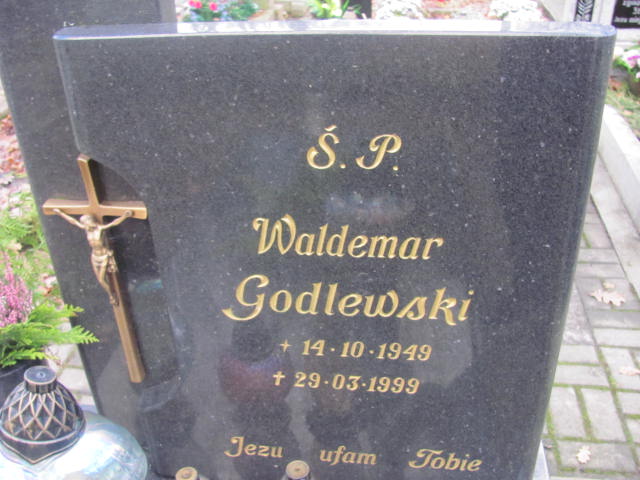 Ś. P.
Waldemar
Godlewski
+ 14·10·1949
† 29·03·1999
Jezu ufam Tobie